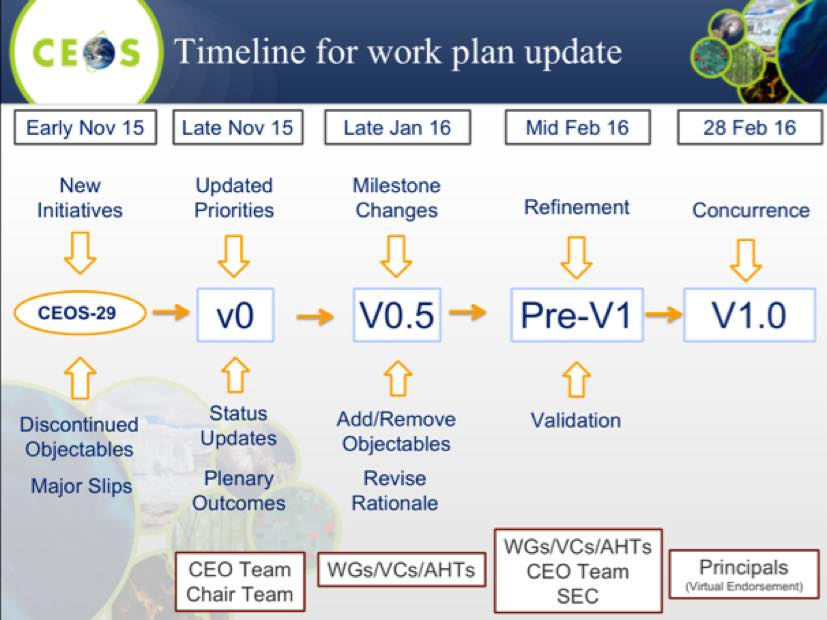 CEOS
Timeline for work plan update
Early Nov 15
Late Nov 15
Late Jan 16
Mid Feb 16
28 Feb 16
New
Initiatives
Updated
Priorities
Milestone
Changes
Refinement
Concurrence
CEOS-29
v0
V0.5
Pre-V1
V1.0
Discontinued
Objectables
Major Slips
Status
Updates
Plenary
Outcomes
Add/Remove
Objectables
Revise
Rationale
Validation
CEO Team
Chair Team
WGs/VCs/AHTs
WGs/VCs/AHTs
CEO Team
SEC
Principals
(Virtual Endorsement)